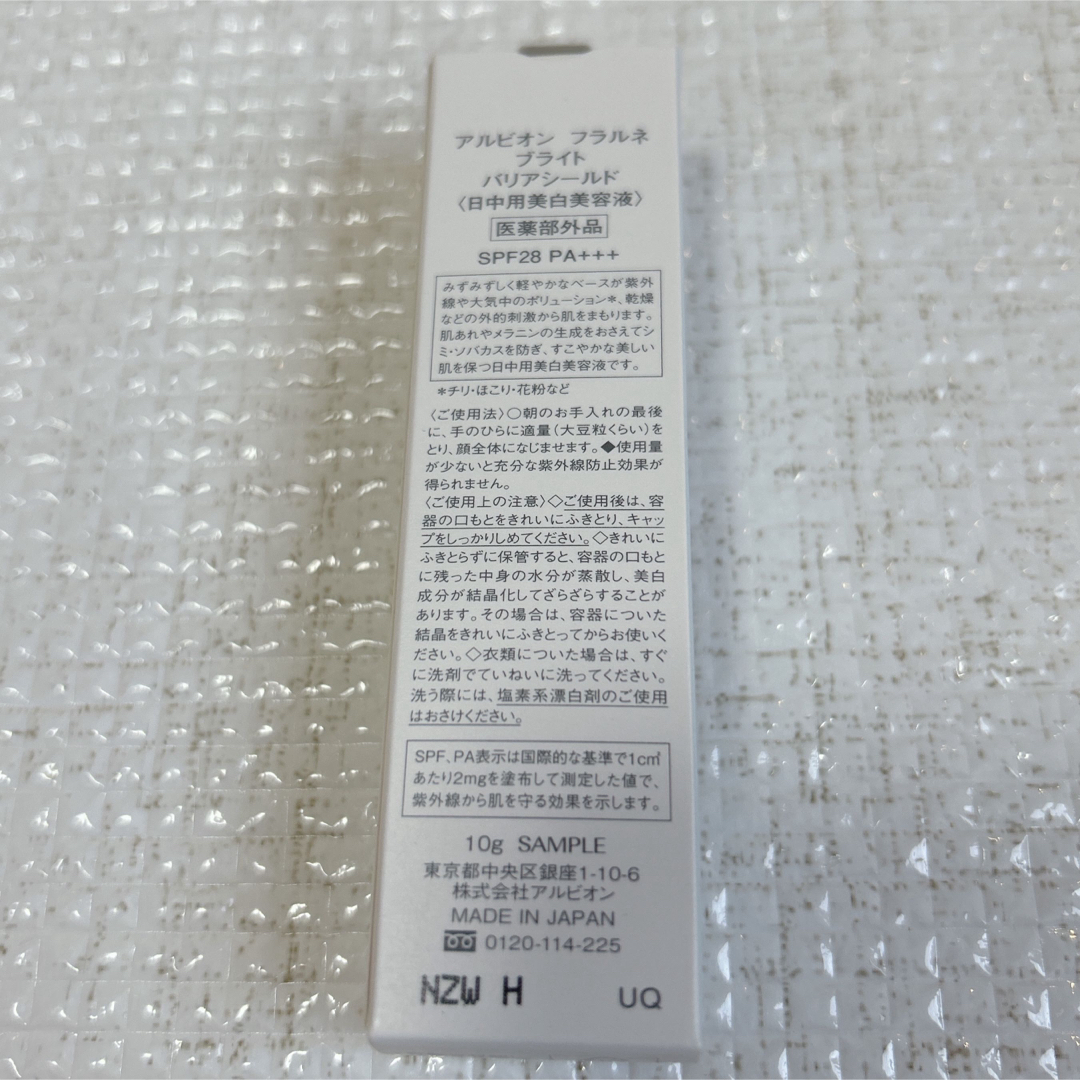 アルビオン フラルネ
ブライト
バリアシールド
〈日中用美白美容液〉
医薬部外品
SPF28 PA+++
みずみずしく軽やかなベースが紫外
線や大気中のポリューション*、乾燥
などの外的刺激から肌をまもります。
肌あれやメラニンの生成をおさえてシ
ミ・ソバカスを防ぎ、すこやかな美しい
肌を保つ日中用美白美容液です。
*チリ・ほこり・花粉など
〈ご使用法〉○朝のお手入れの最後
に、手のひらに適量(大豆粒くらい)を
とり、顔全体になじませます。◆使用量
が少ないと充分な紫外線防止効果が
得られません。
〈ご使用上の注意〉◇ご使用後は、容
器の口もとをきれいにふきとり、キャッ
プをしっかりしめてください。◇きれいに
ふきとらずに保管すると、容器の口もと
に残った中身の水分が蒸散し、美白
成分が結晶化してざらざらすることが
あります。その場合は、容器についた
結晶をきれいにふきとってからお使いく
ださい。◇衣類についた場合は、すぐ
に洗剤でていねいに洗ってください。
洗う際には、塩素系漂白剤のご使用
はおさけください。
SPF、PA表示は国際的な基準で1c㎡
あたり2mgを塗布して測定した値で、
紫外線から肌を守る効果を示します。
10g SAMPLE
東京都中央区銀座1-10-6
株式会社アルビオン
MADE IN JAPAN
0120-114-225
NZW H
UQ